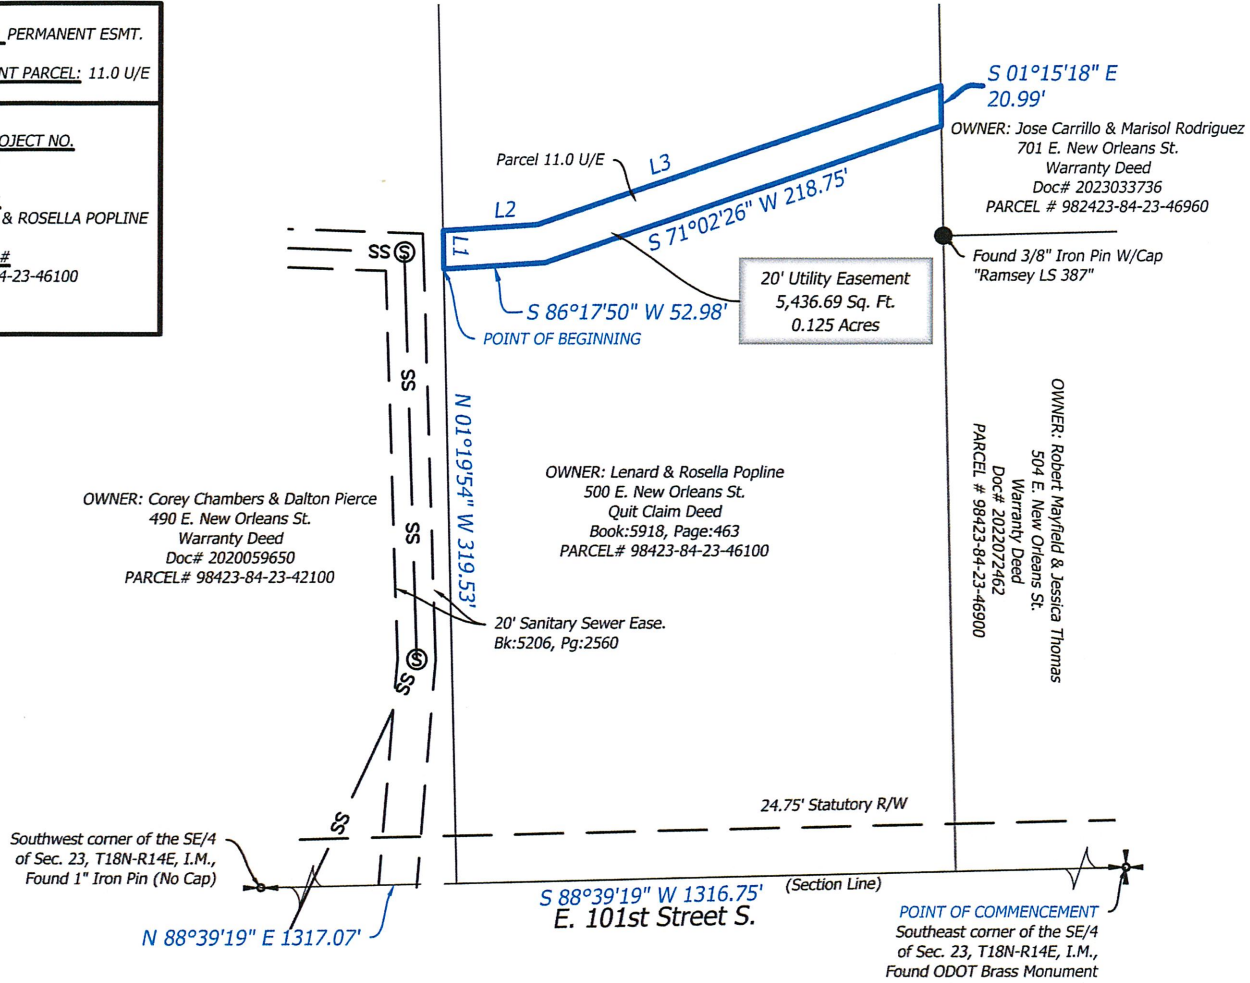 PERMANENT ESMT.
NT PARCEL: 11.0 U/E
OJECT NO.
& ROSELLA POPLINE
#
4-23-46100
S 01°15'18" E
20.99'
OWNER: Jose Carrillo & Marisol Rodriguez
701 E. New Orleans St.
Warranty Deed
Doc# 2023033736
PARCEL # 982423-84-23-46960
Parcel 11.0 U/E
L3
L2
L1
S 71°02'26" W 218.75'
SS
S
Found 3/8" Iron Pin W/Cap
"Ramsey LS 387"
20' Utility Easement
5,436.69 Sq. Ft.
0.125 Acres
S 86°17'50" W 52.98'
POINT OF BEGINNING
SS
N 01°19'54" W 319.53'
OWNER: Robert Mayfield & Jessica Thomas
504 E. New Orleans St.
Warranty Deed
Doc# 2022072462
PARCEL # 98423-84-23-46900
OWNER: Lenard & Rosella Popline
500 E. New Orleans St.
Quit Claim Deed
Book:5918, Page:463
PARCEL# 98423-84-23-46100
OWNER: Corey Chambers & Dalton Pierce
490 E. New Orleans St.
Warranty Deed
Doc# 2020059650
PARCEL# 98423-84-23-42100
SS
20' Sanitary Sewer Ease.
Bk:5206, Pg:2560
S
SS
24.75' Statutory R/W
SS
Southwest corner of the SE/4
of Sec. 23, T18N-R14E, I.M.,
Found 1" Iron Pin (No Cap)
S 88°39'19" W 1316.75'
(Section Line)
E. 101st Street S.
N 88°39'19" E 1317.07'
POINT OF COMMENCEMENT
Southeast corner of the SE/4
of Sec. 23, T18N-R14E, I.M.,
Found ODOT Brass Monument